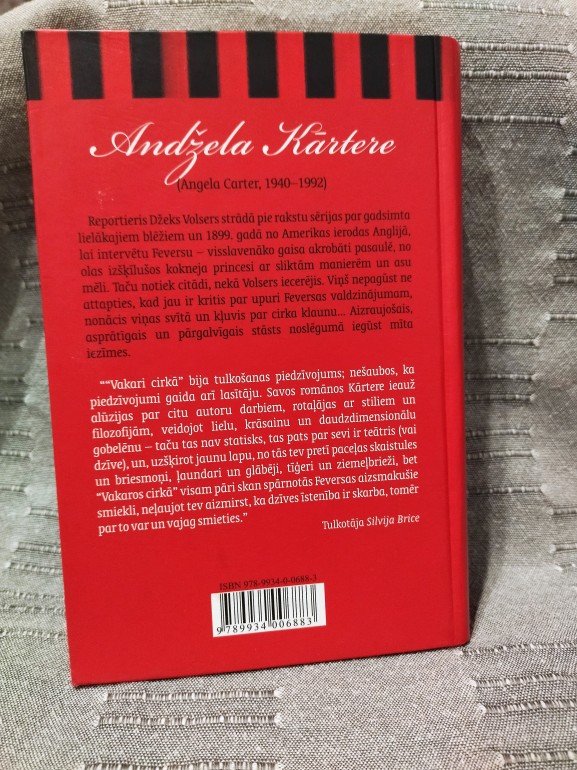 Andžela Kārtere
(Angela Carter, 1940–1992)
Reportieris Džeks Volsers strādā pie rakstu sērijas par gadsimta
lielākajiem blēžiem un 1899. gadā no Amerikas ierodas Anglijā,
lai intervētu Feversu – visslavenāko gaisa akrobāti pasaulē, no
olas izšķīlušos kokneja princesi ar sliktām manierēm un asu
mēli. Taču notiek citādi, nekā Volsers iecerējis. Viņš nepagūst ne
attapties, kad jau ir kritis par upuri Feversas valdzinājumam,
nonācis viņas svītā un kļuvis par cirka klaunu... Aizraujošais,
asprātīgais un pārgalvīgais stāsts noslēgumā iegūst mīta
iezīmes.
““Vakari cirkā” bija tulkošanas piedzīvojums; nešaubos, ka
piedzīvojumi gaida arī lasītāju. Savos romānos Kārtere ieauž
alūzijas par citu autoru darbiem, rotaļājas ar stiliem un
filozofijām, veidojot lielu, krāsainu un daudzdimensionālu
gobelēnu – taču tas nav statisks, tas pats par sevi ir teātris (vai
dzīve), un, uzšķirot jaunu lapu, no tās tev pretī paceļas skaistules
un briesmoņi, ļaundari un glābēji, tīģeri un ziemeļbrieži, bet
“Vakaros cirkā” visam pāri skan spārnotās Feversas aizsmakušie
smiekli, neļaujot tev aizmirst, ka dzīves īstenība ir skarba, tomēr
par to var un vajag smieties.”
Tulkotāja Silvija Brice
ISBN 978-9934-0-0688-3
9 789934 006883